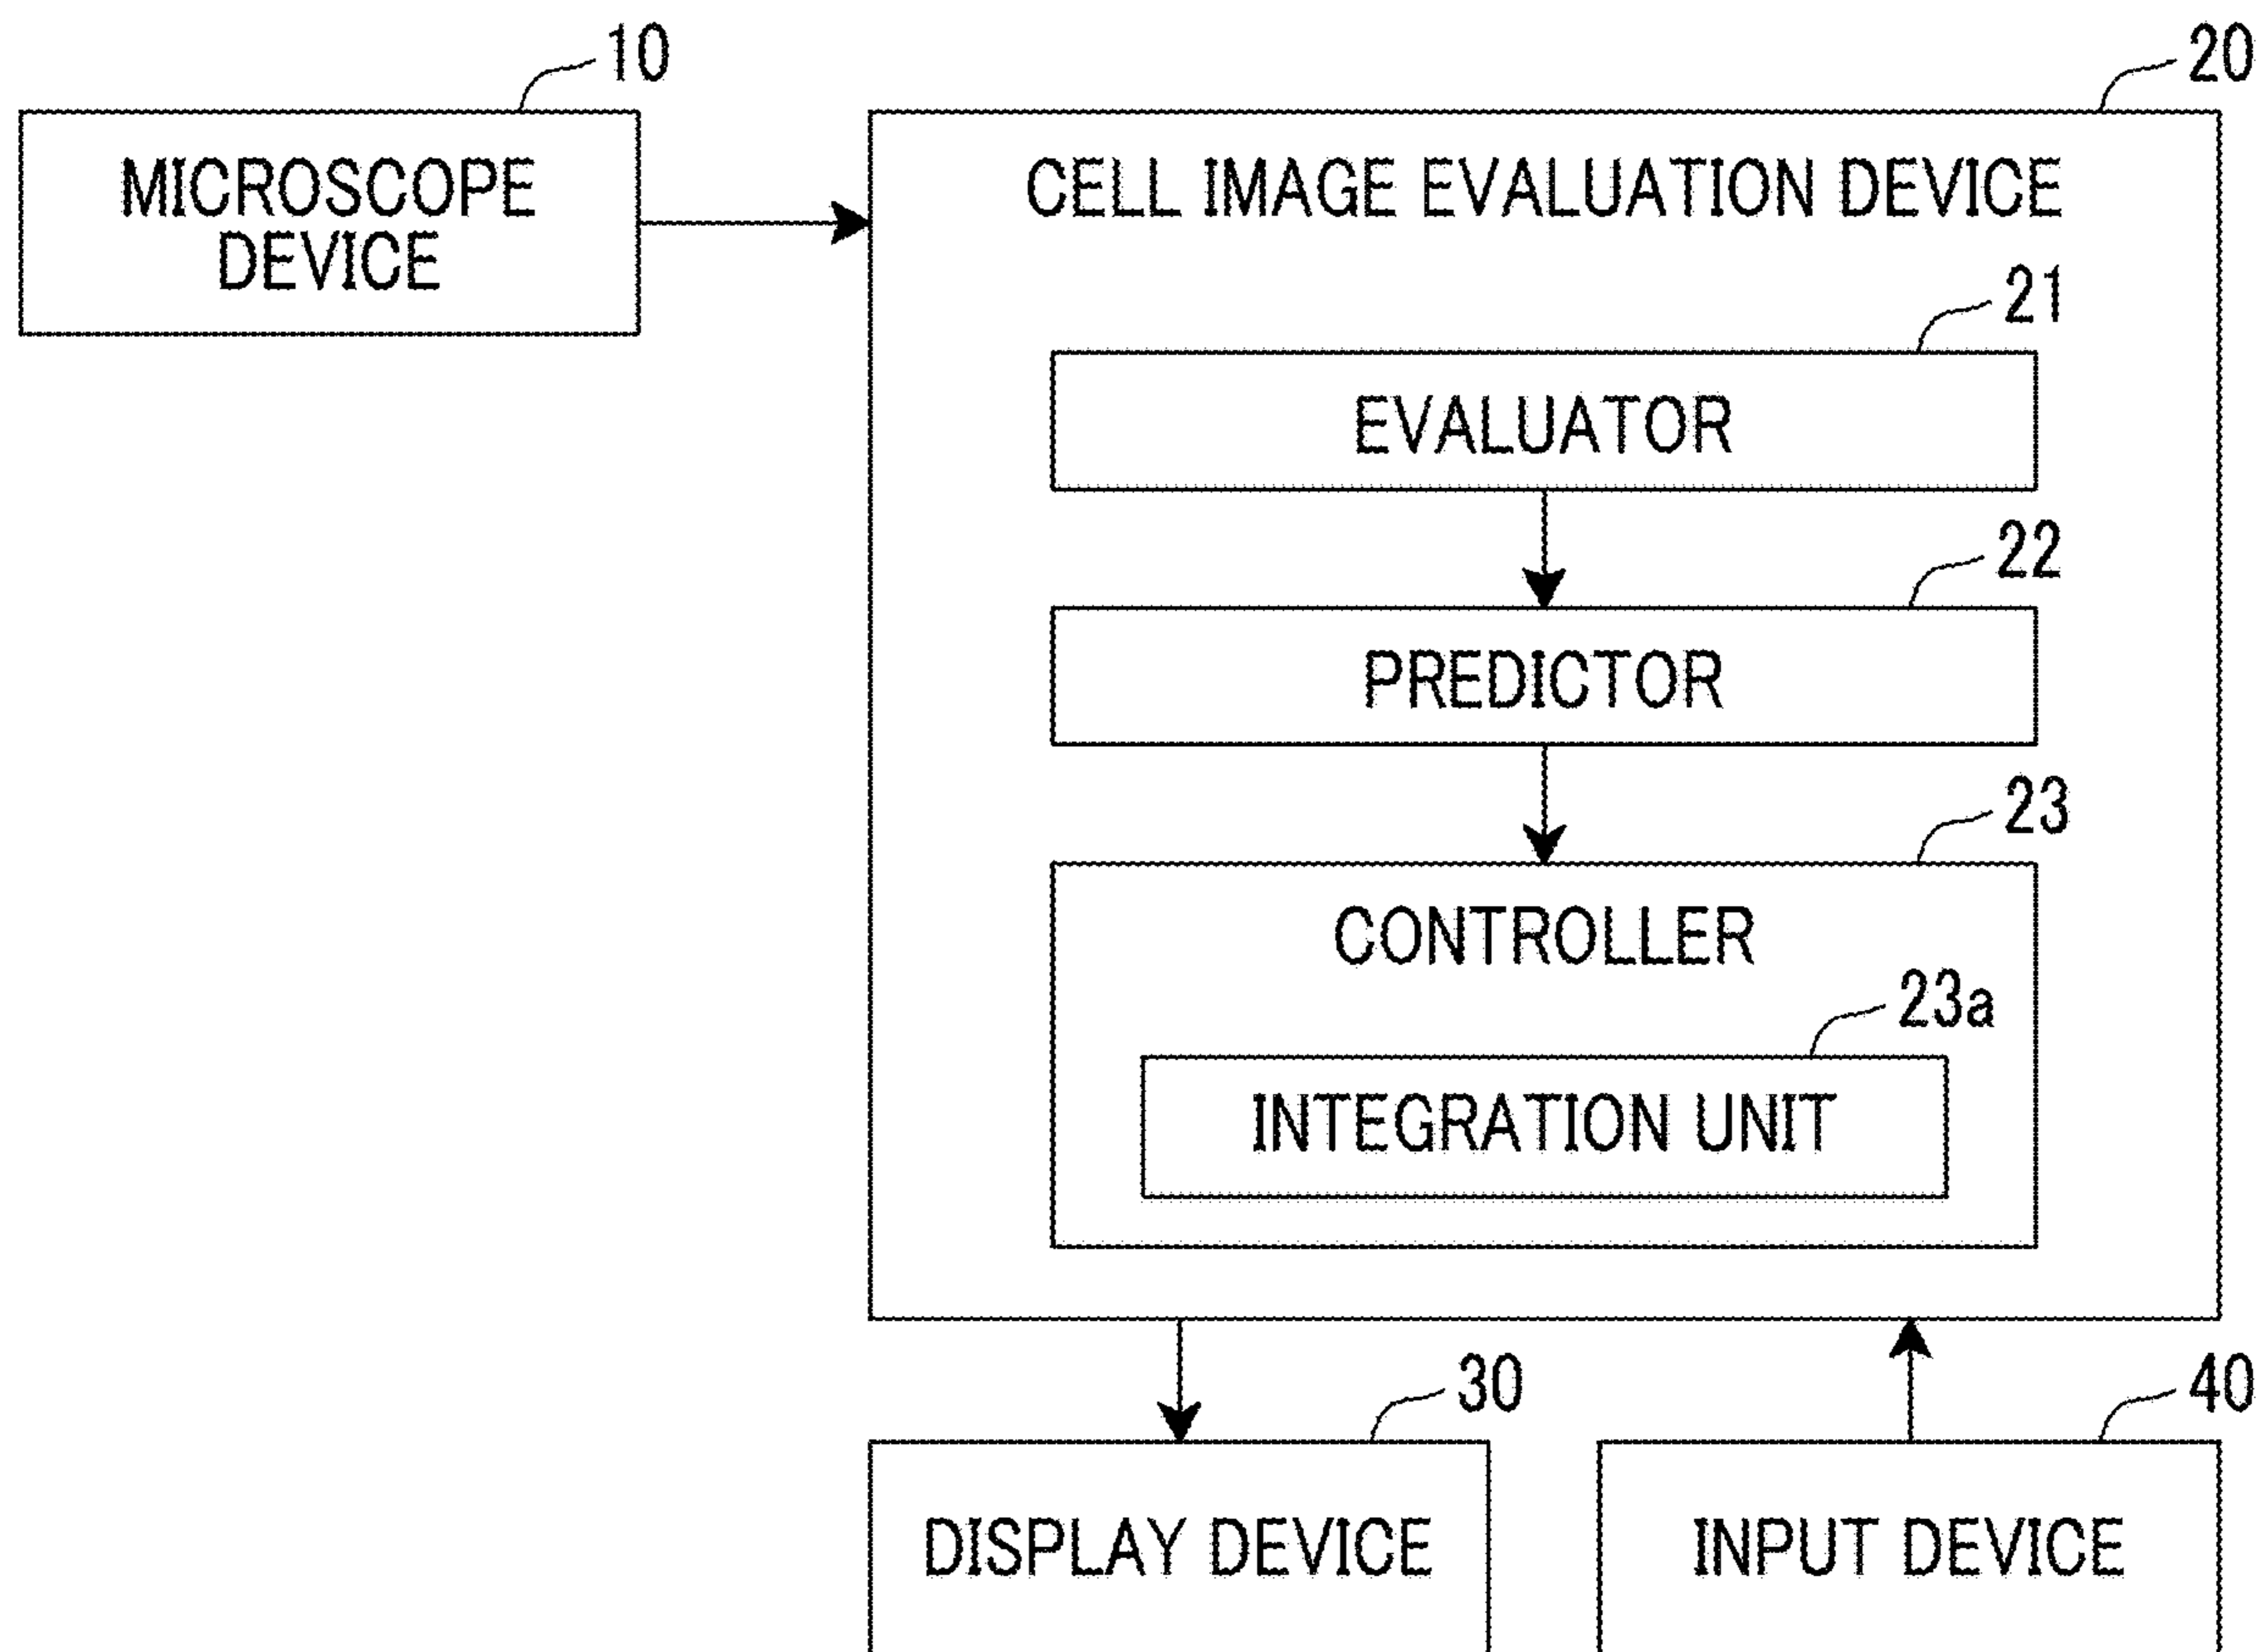 10
MICROSCOPE
DEVICE
20
CELL IMAGE EVALUATION DEVICE
21
EVALUATOR
22
PREDICTOR
23
CONTROLLER
23a
INTEGRATION UNIT
30
DISPLAY DEVICE
40
INPUT DEVICE